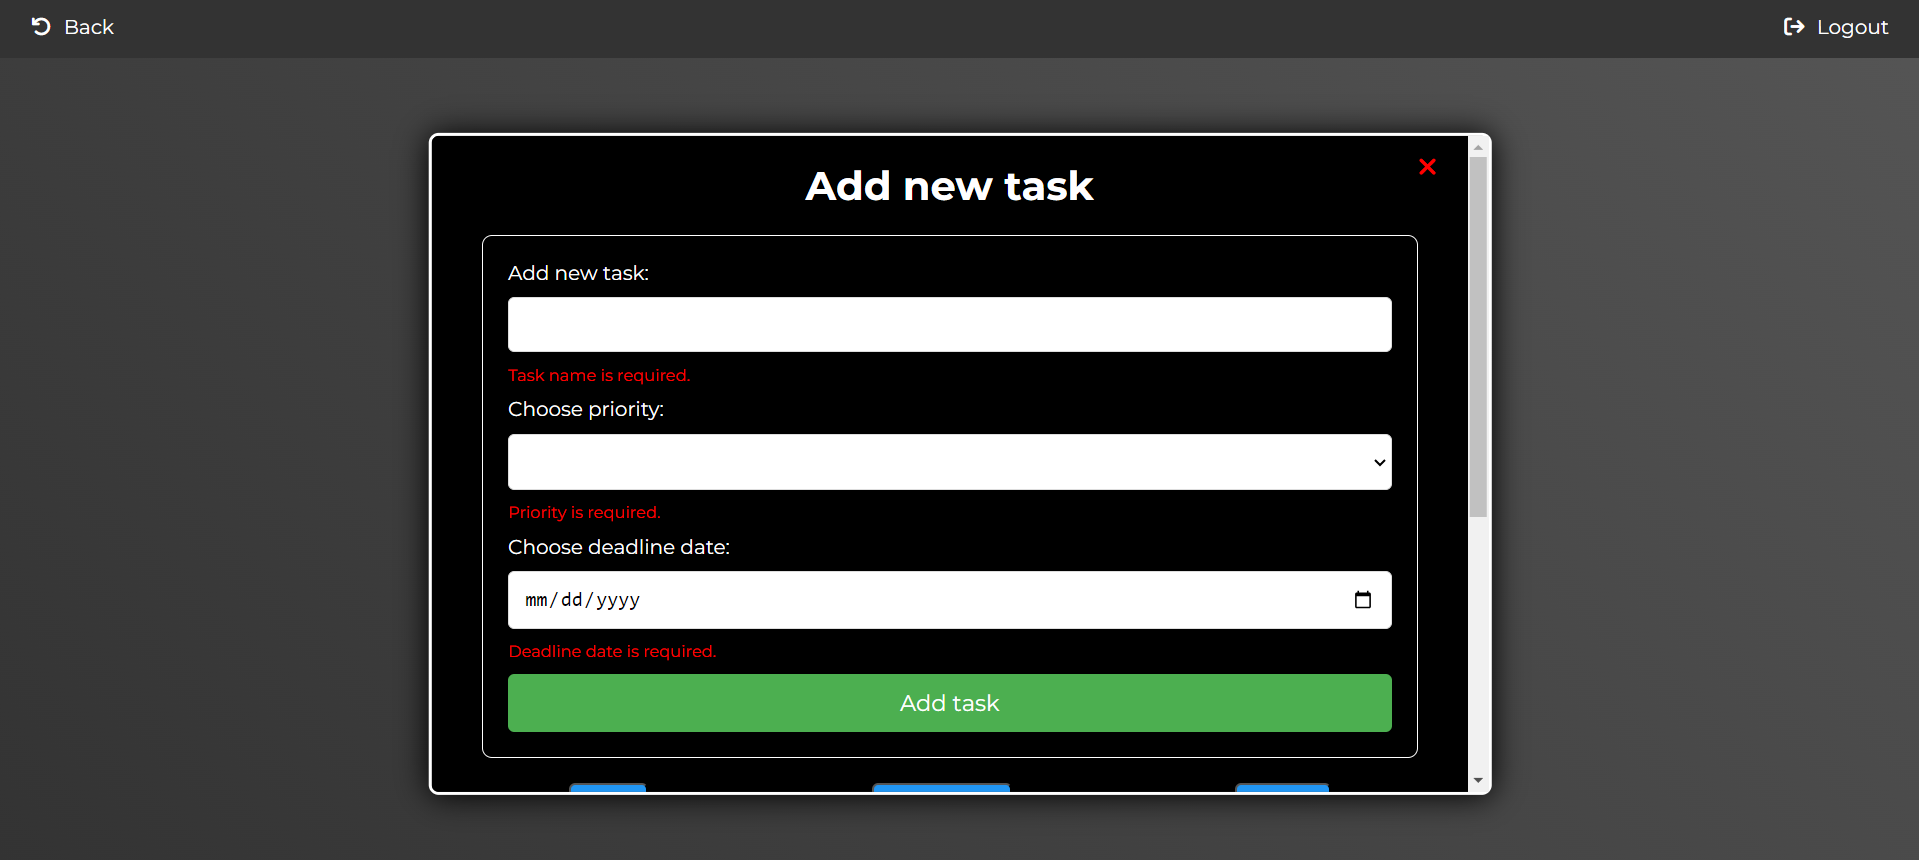 Back
Logout
Add new task
Add new task:
Task name is required.
Choose priority:
Priority is required.
Choose deadline date:
mm/dd/yyyy
Deadline date is required.
Add task